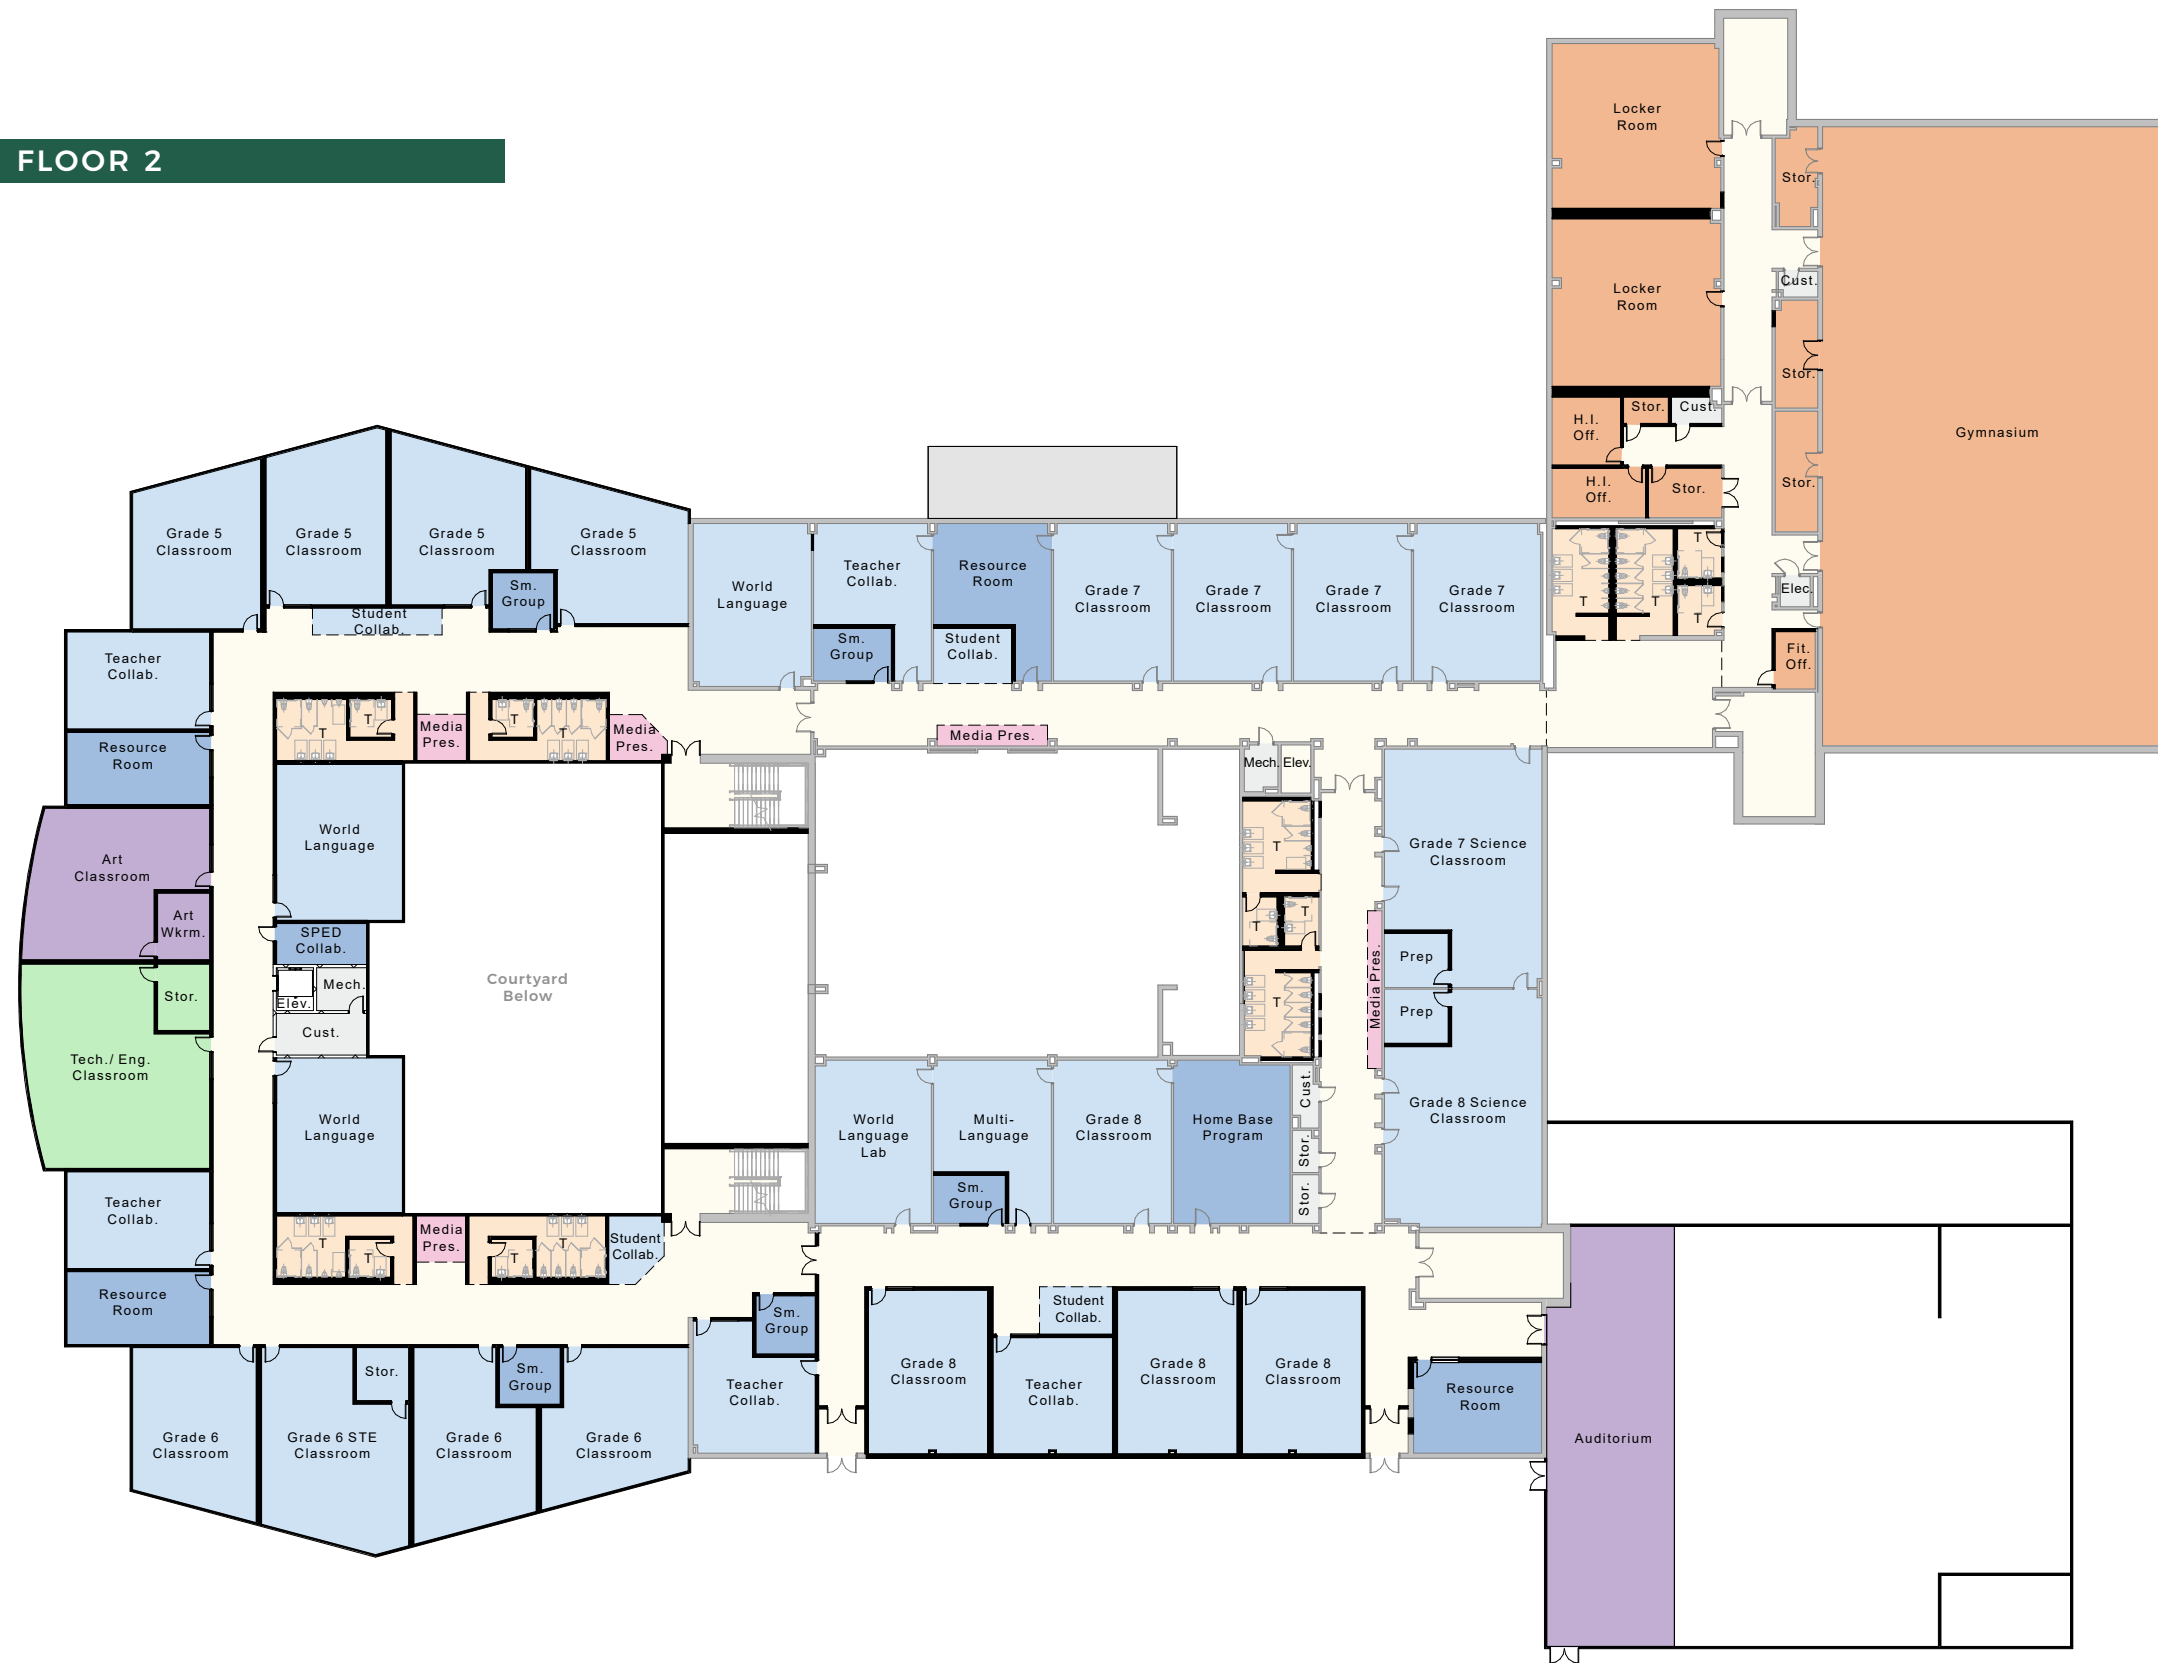 FLOOR 2
Locker
Room
Stor.
Locker
Room
Cust.
Stor.
H.I.
Off.
Stor.
Cust.
Gymnasium
H.I.
Off.
Stor.
Stor.
T
T
T
T
Elec.
Fit.
Off.
Grade 5
Classroom
Grade 5
Classroom
Grade 5
Classroom
Grade 5
Classroom
Sm.
Group
Student
Collab.
World
Language
Teacher
Collab.
Sm.
Group
Resource
Room
Student
Collab.
Grade 7
Classroom
Grade 7
Classroom
Grade 7
Classroom
Grade 7
Classroom
Teacher
Collab.
Resource
Room
T
T
Media
Pres.
T
T
Media
Pres.
Media Pres.
Mech.
Elev.
World
Language
Art
Classroom
Art
Wkrm.
SPED
Collab.
Stor.
Elev.
Mech.
Cust.
Courtyard
Below
Tech./ Eng.
Classroom
World
Language
T
T
T
T
Grade 7 Science
Classroom
Prep
Media Pres.
Prep
Grade 8 Science
Classroom
World
Language
Lab
Multi-
Language
Sm.
Group
Grade 8
Classroom
Home Base
Program
Cust.
Stor.
Stor.
Teacher
Collab.
Resource
Room
T
T
Media
Pres.
T
T
Student
Collab.
Sm.
Group
Teacher
Collab.
Grade 8
Classroom
Student
Collab.
Teacher
Collab.
Grade 8
Classroom
Grade 8
Classroom
Resource
Room
Auditorium
Grade 6
Classroom
Stor.
Grade 6 STE
Classroom
Grade 6
Classroom
Sm.
Group
Grade 6
Classroom